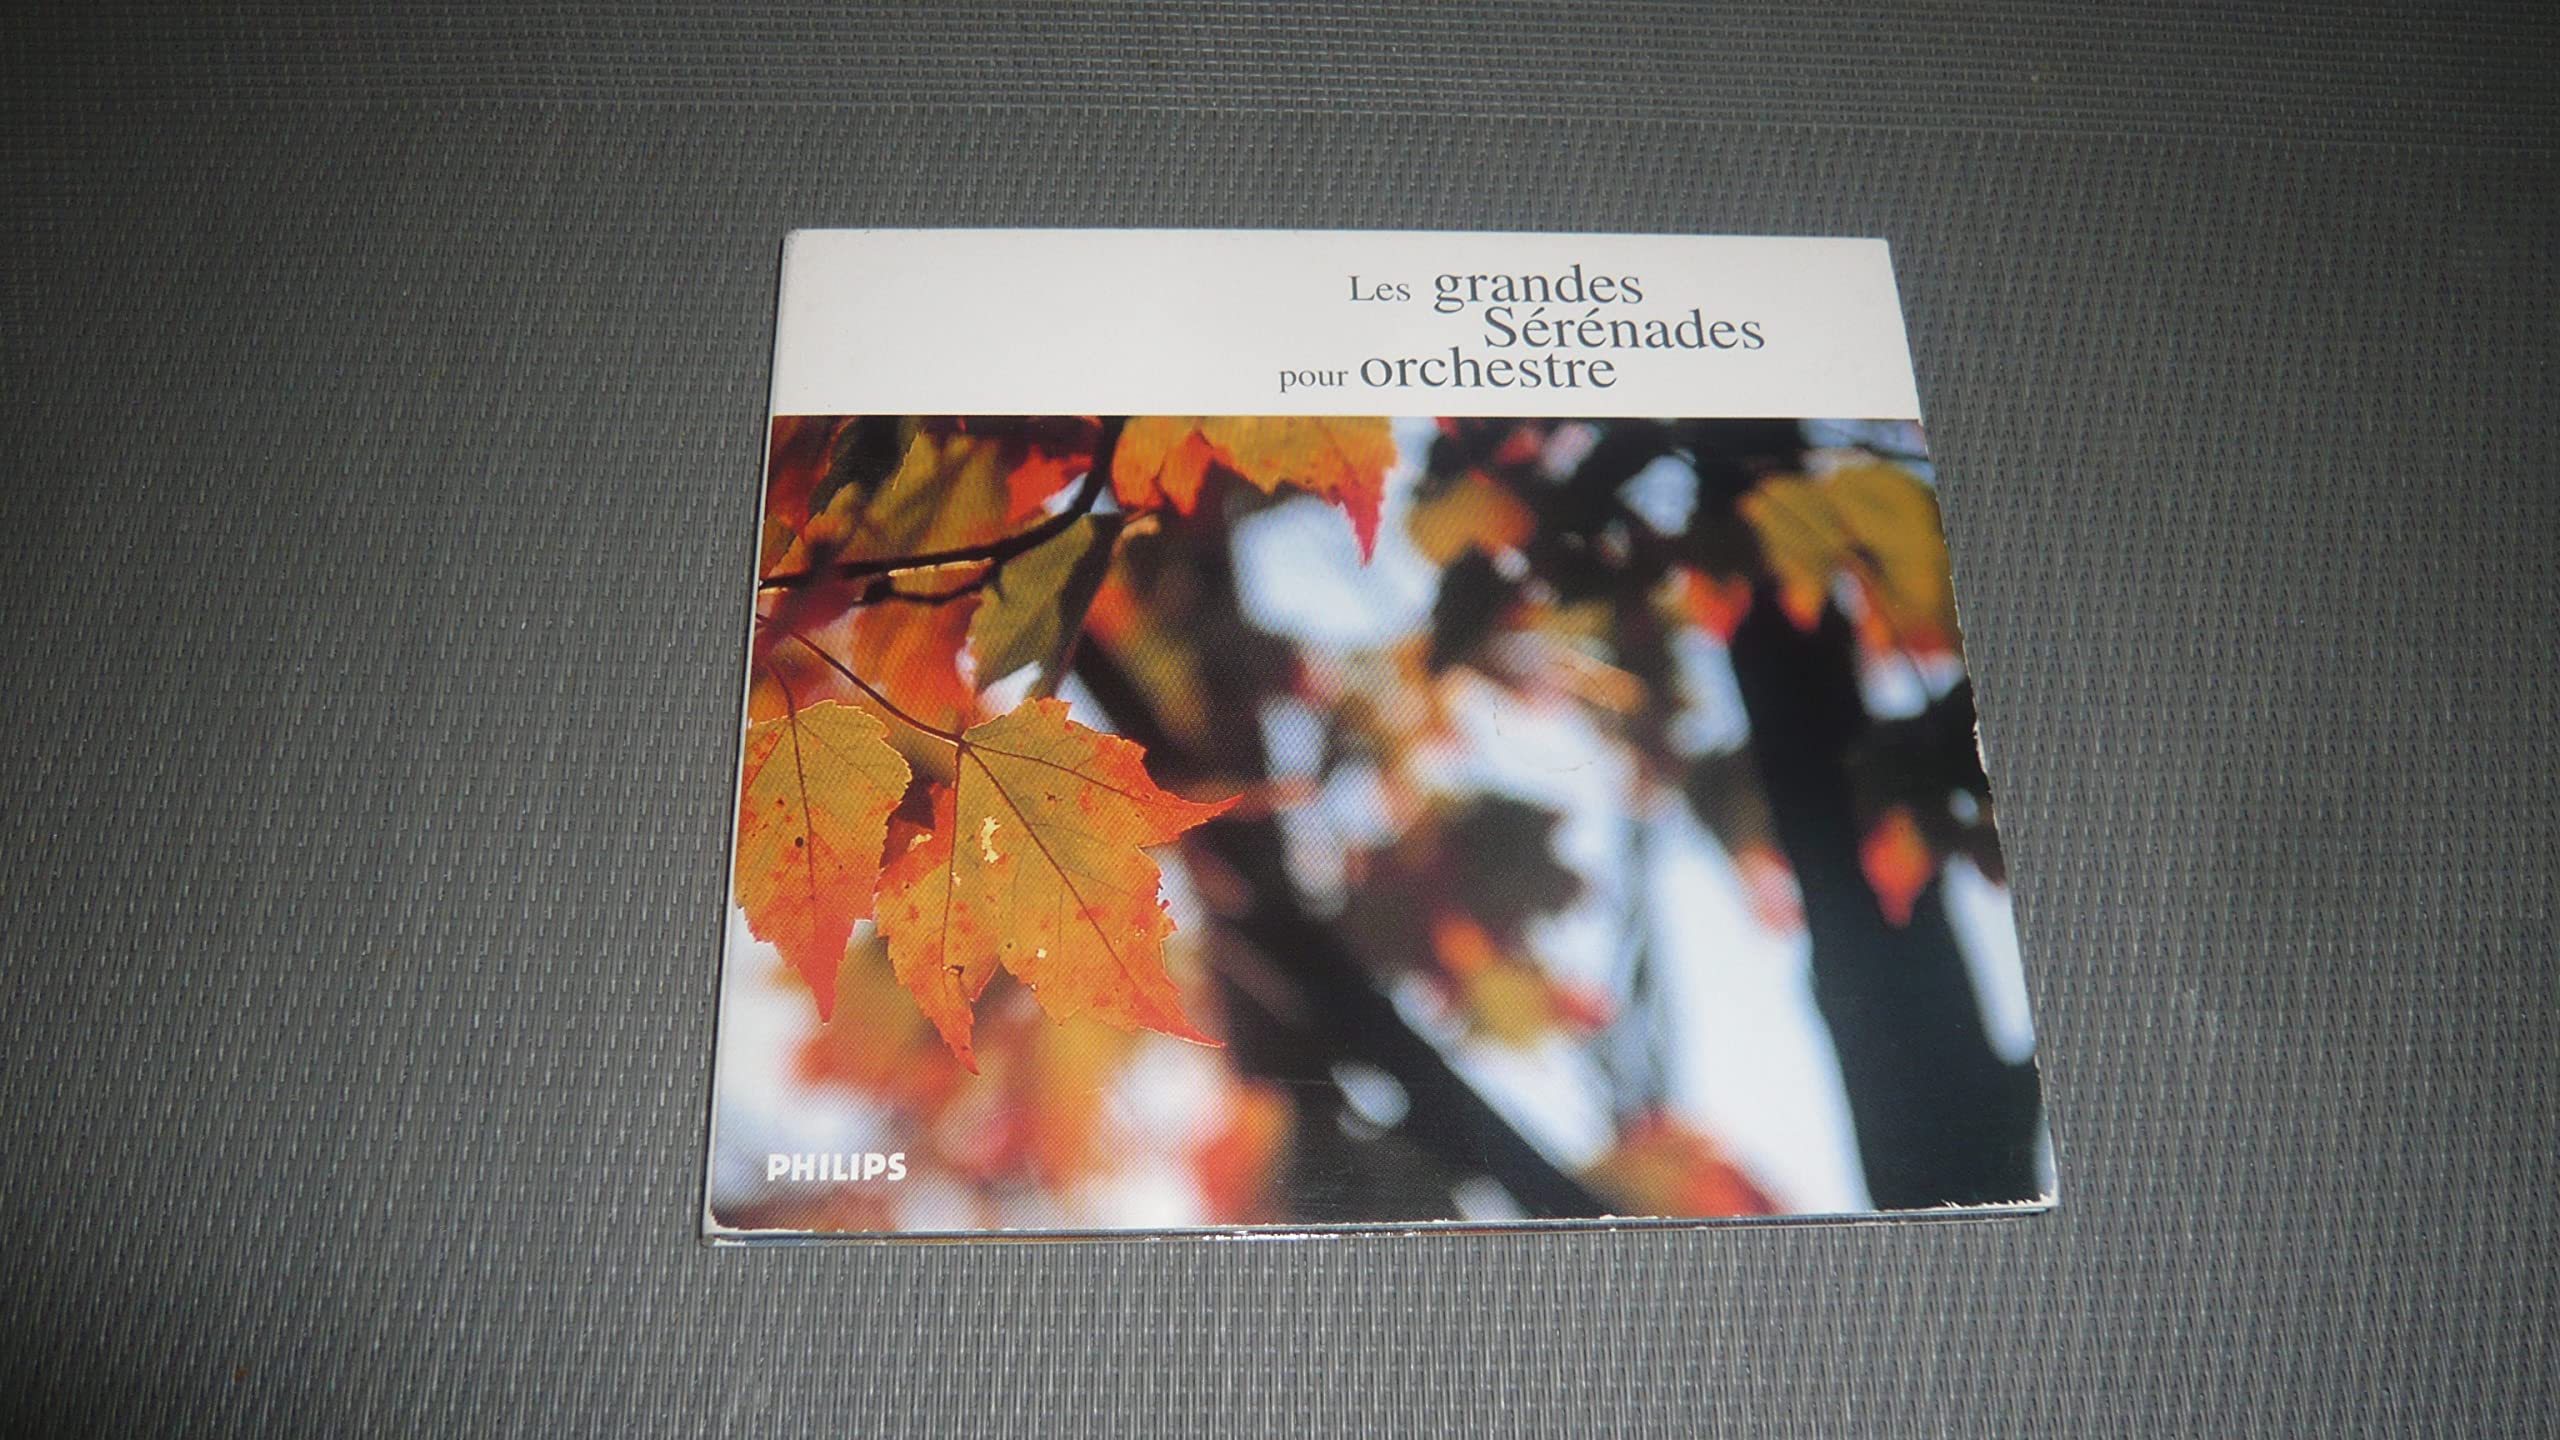 Les grandes
Sérénades
pour orchestre
PHILIPS